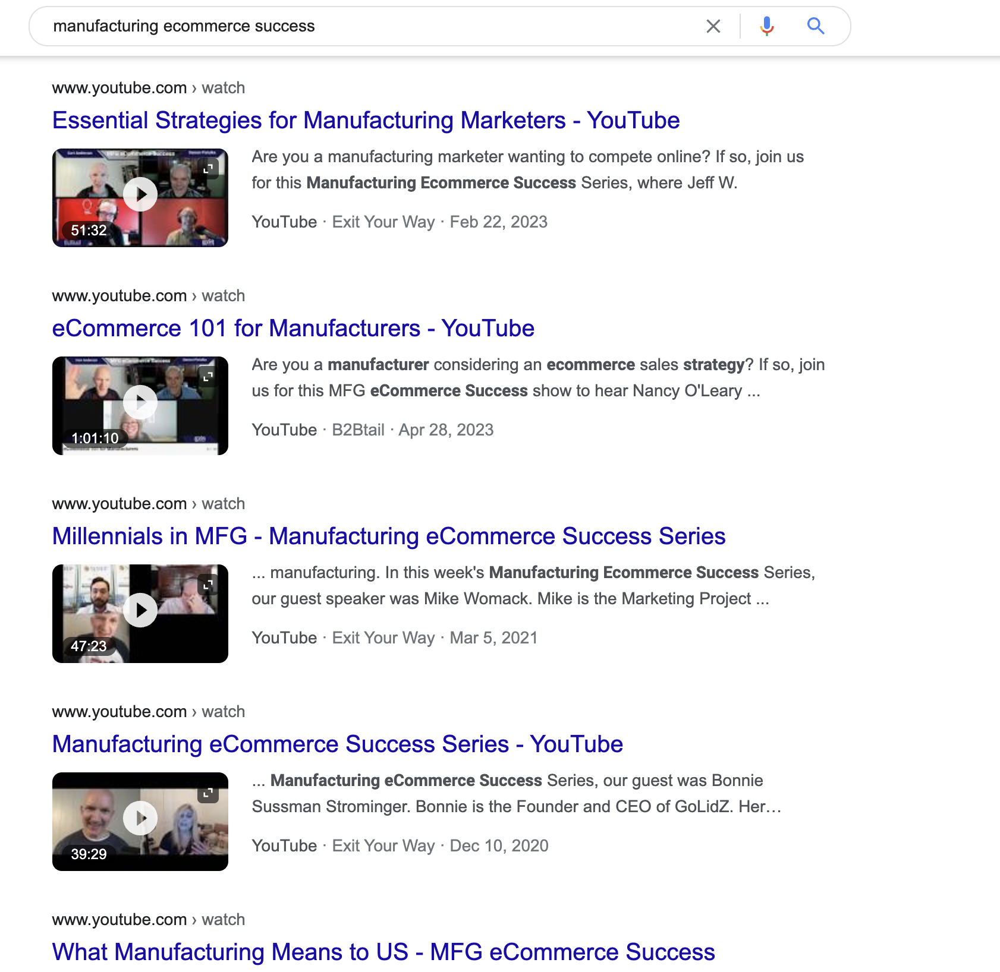 manufacturing ecommerce success
www.youtube.com › watch
Essential Strategies for Manufacturing Marketers - YouTube
Are you a manufacturing marketer wanting to compete online? If so, join us
for this Manufacturing Ecommerce Success Series, where Jeff W.
51:32
YouTube · Exit Your Way · Feb 22, 2023
www.youtube.com › watch
eCommerce 101 for Manufacturers - YouTube
MFG eCommerce Success
Are you a manufacturer considering an ecommerce sales strategy? If so, join
us for this MFG eCommerce Success show to hear Nancy O'Leary ...
1:01:10
eCommerce 101 for Manufacturers
YouTube · B2Btail · Apr 28, 2023
www.youtube.com › watch
Millennials in MFG - Manufacturing eCommerce Success Series
... manufacturing. In this week's Manufacturing Ecommerce Success Series,
our guest speaker was Mike Womack. Mike is the Marketing Project ...
47:23
YouTube · Exit Your Way · Mar 5, 2021
www.youtube.com › watch
Manufacturing eCommerce Success Series - YouTube
... Manufacturing eCommerce Success Series, our guest was Bonnie
Sussman Strominger. Bonnie is the Founder and CEO of GoLidZ. Her...
39:29
YouTube · Exit Your Way · Dec 10, 2020
www.youtube.com › watch
What Manufacturing Means to US - MFG eCommerce Success